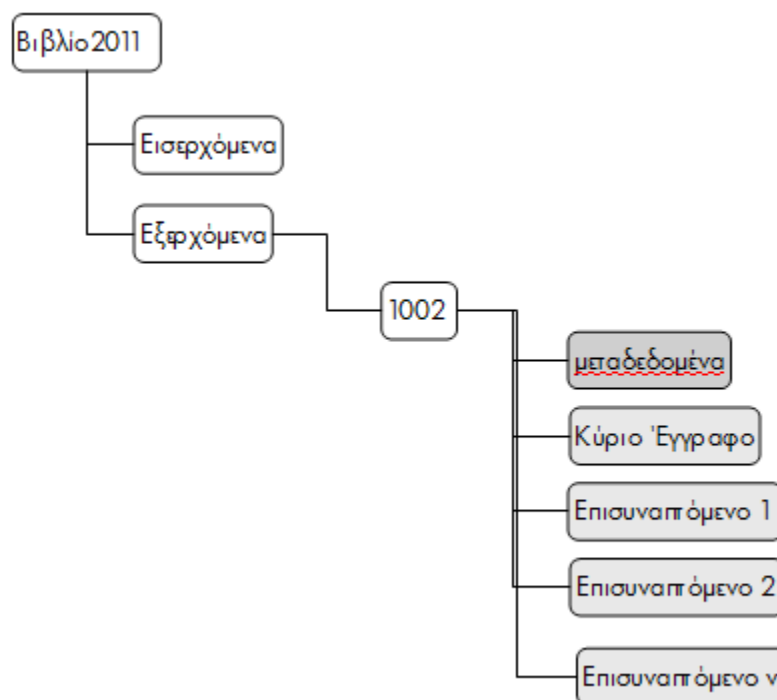 Βιβλίο2011
Εισερχόμενα
Εξερχόμενα
1002
μεταδεδομένα
Κύριο Έγγραφο
Επισυναπτόμενο 1
Επισυναπτόμενο 2
Επισυναπτόμενο ν